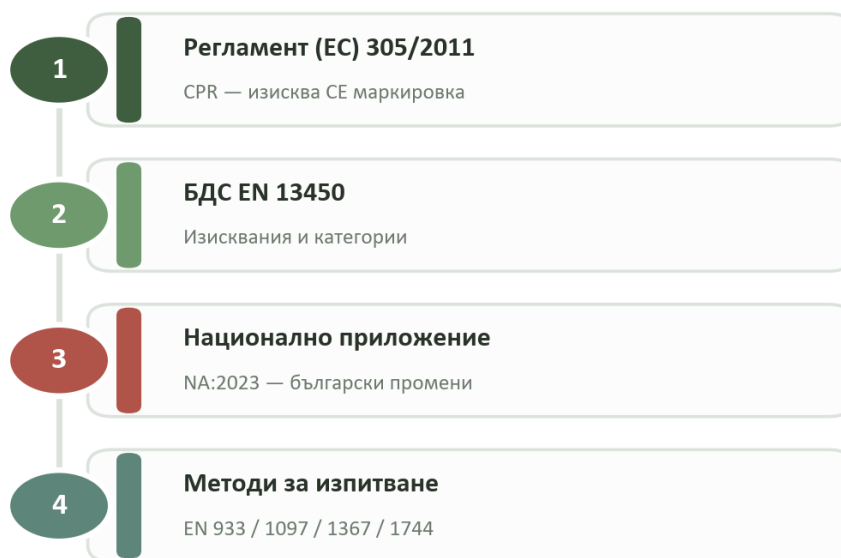 1
Регламент (ЕС) 305/2011
CPR — изисква CE маркировка
2
БДС EN 13450
Изисквания и категории
3
Национално приложение
NA:2023 — български промени
4
Методи за изпитване
EN 933 / 1097 / 1367 / 1744